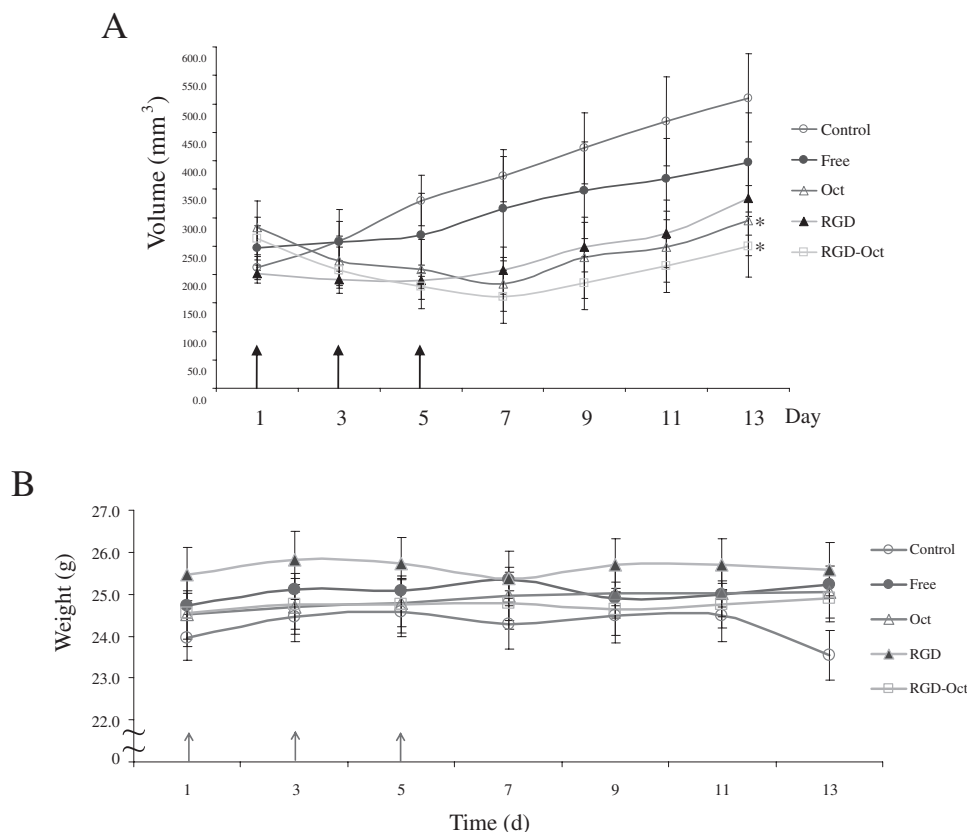 A
Volume (mm3)
600.0
550.0
500.0
450.0
400.0
350.0
300.0
250.0
200.0
150.0
100.0
50.0
0.0
1 3 5 7 9 11 13 Day
Control
Free
Oct
RGD
RGD-Oct
*
*
B
Weight (g)
27.0
26.0
25.0
24.0
23.0
22.0
0
1 3 5 7 9 11 13
Time (d)
Control
Free
Oct
RGD
RGD-Oct